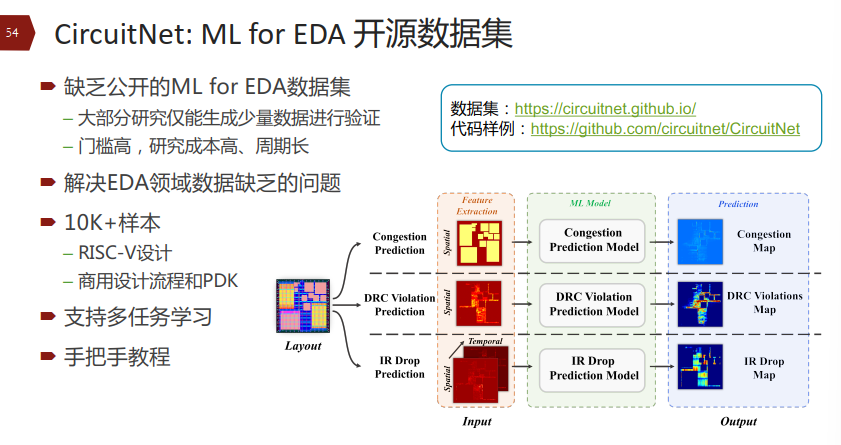 54
CircuitNet: ML for EDA 开源数据集
缺乏公开的ML for EDA数据集
– 大部分研究仅能生成少量数据进行验证
– 门槛高，研究成本高、周期长
解决EDA领域数据缺乏的问题
10K+样本
– RISC-V设计
– 商用设计流程和PDK
支持多任务学习
手把手教程
数据集：https://circuitnet.github.io/
代码样例：https://github.com/circuitnet/CircuitNet
Feature
Extraction
ML Model
Prediction
Layout
Congestion
Prediction
Spatial
Congestion
Prediction Model
Congestion
Map
DRC Violation
Prediction
Spatial
DRC Violation
Prediction Model
DRC Violations
Map
IR Drop
Prediction
Temporal
Spatial
IR Drop
Prediction Model
IR Drop
Map
Input
Output